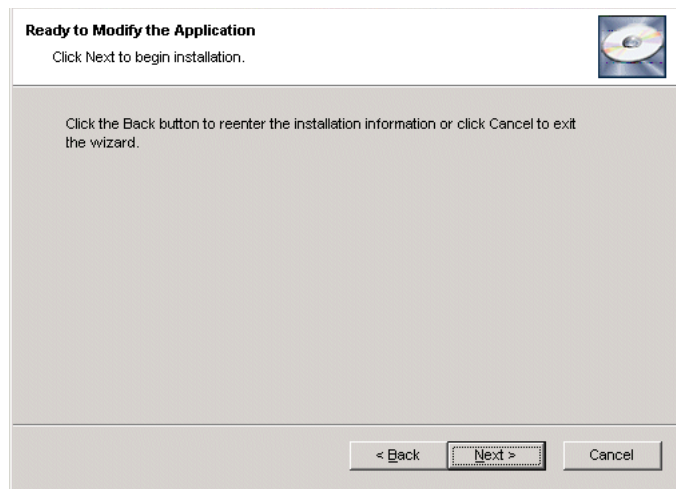 Ready to Modify the Application
Click Next to begin installation.
Click the Back button to reenter the installation information or click Cancel to exit
the wizard.
< Back
Next >
Cancel